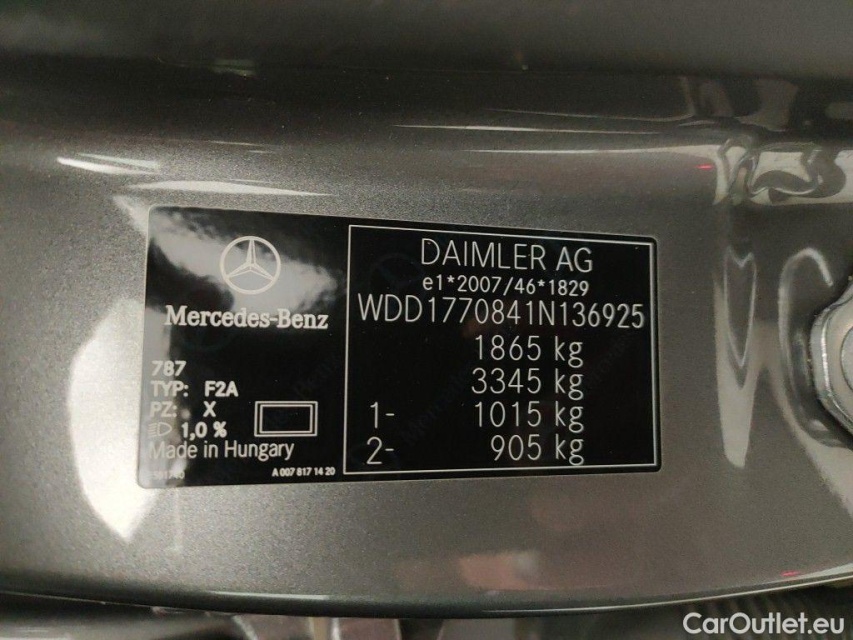 Mercedes-Benz
787
TYP: F2A
PZ: X
1,0 %
Made in Hungary
A 007 817 14 20
DAIMLER AG
e1*2007/46*1829
WDD1770841N136925
1865 kg
3345 kg
1- 1015 kg
2- 905 kg
CarOutlet.eu